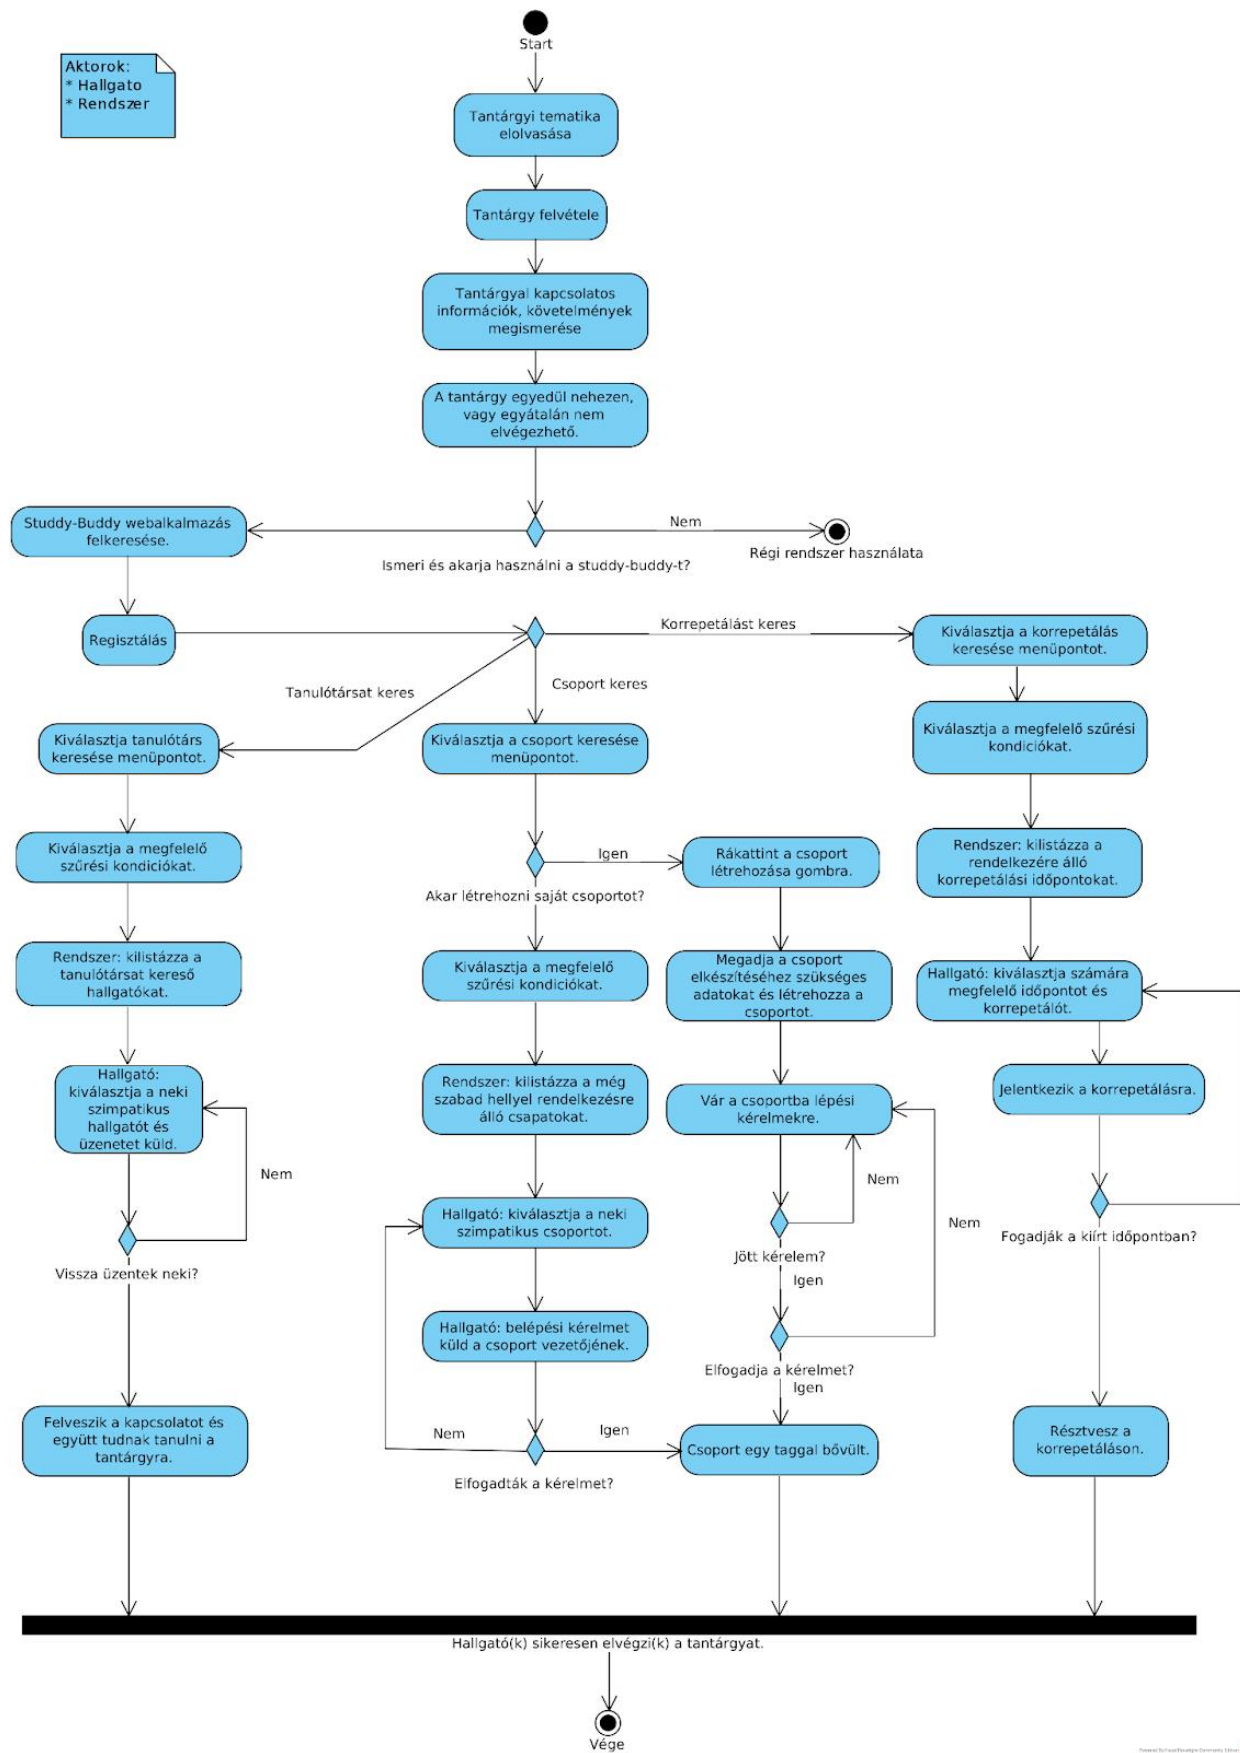 Start
Aktorok:
* Hallgato
* Rendszer
Tantárgyi tematika
elolvasása
Tantárgy felvétele
Tantárgyal kapcsolatos
információk, követelmények
megismerése
A tantárgy egyedül nehezen,
vagy egyátalán nem
elvégezhető.
Studdy-Buddy webalkalmazás
felkeresése.
Nem
Régi rendszer használata
Ismeri és akarja használni a studdy-buddy-t?
Regisztálás
Korrepetálást keres
Kiválasztja a korrepetálás
keresése menüpontot.
Tanulótársat keres
Csoport keres
Kiválasztja tanulótárs
keresése menüpontot.
Kiválasztja a csoport keresése
menüpontot.
Kiválasztja a megfelelő szűrési
kondiciókat.
Kiválasztja a megfelelő
szűrési kondiciókat.
Igen
Akar létrehozni saját csoportot?
Rákattint a csoport
létrehozása gombra.
Rendszer: kilistázza a
rendelkezére álló
korrepetálási időpontokat.
Rendszer: kilistázza a
tanulótársat kereső
hallgatókat.
Kiválasztja a megfelelő
szűrési kondiciókat.
Megadja a csoport
elkészítéséhez szükséges
adatokat és létrehozza a
csoportot.
Hallgató: kiválasztja számára
megfelelő időpontot és
korrepetálót.
Hallgató:
kiválasztja a neki
szimpatikus
hallgatót és
üzenetet küld.
Rendszer: kilistázza a még
szabad hellyel rendelkezésre
álló csapatokat.
Vár a csoportba lépési
kérelmekre.
Jelentkezik a korrepetálásra.
Nem
Nem
Nem
Hallgató: kiválasztja a neki
szimpatikus csoportot.
Vissza üzentek neki?
Jött kérelem?
Igen
Fogadják a kiírt időpontban?
Hallgató: belépési kérelmet
küld a csoport vezetőjének.
Elfogadja a kérelmet?
Igen
Felveszik a kapcsolatot és
együtt tudnak tanulni a
tantárgyra.
Nem
Igen
Elfogadták a kérelmet?
Csoport egy taggal bővült.
Résztvesz a
korrepetáláson.
Hallgató(k) sikeresen elvégzi(k) a tantárgyat.
Vége